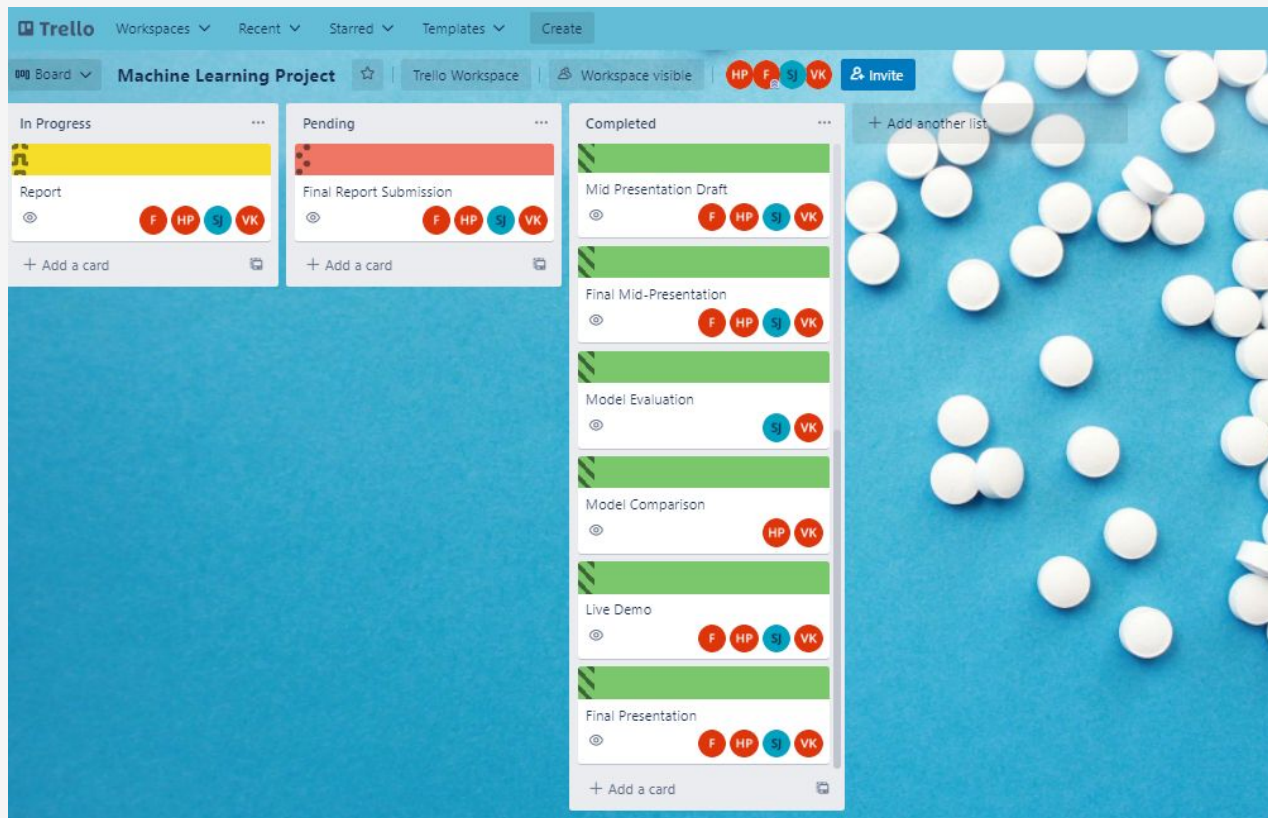 Trello Workspaces Recent Starred Templates Create
Board Machine Learning Project Trello Workspace Workspace visible HP F SJ VK Invite
In Progress
Report
F HP SJ VK
+ Add a card
Pending
Final Report Submission
F HP SJ VK
+ Add a card
Completed
Mid Presentation Draft
F HP SJ VK
Final Mid-Presentation
F HP SJ VK
Model Evaluation
SJ VK
Model Comparison
HP VK
Live Demo
F HP SJ VK
Final Presentation
F HP SJ VK
+ Add a card
+ Add another list